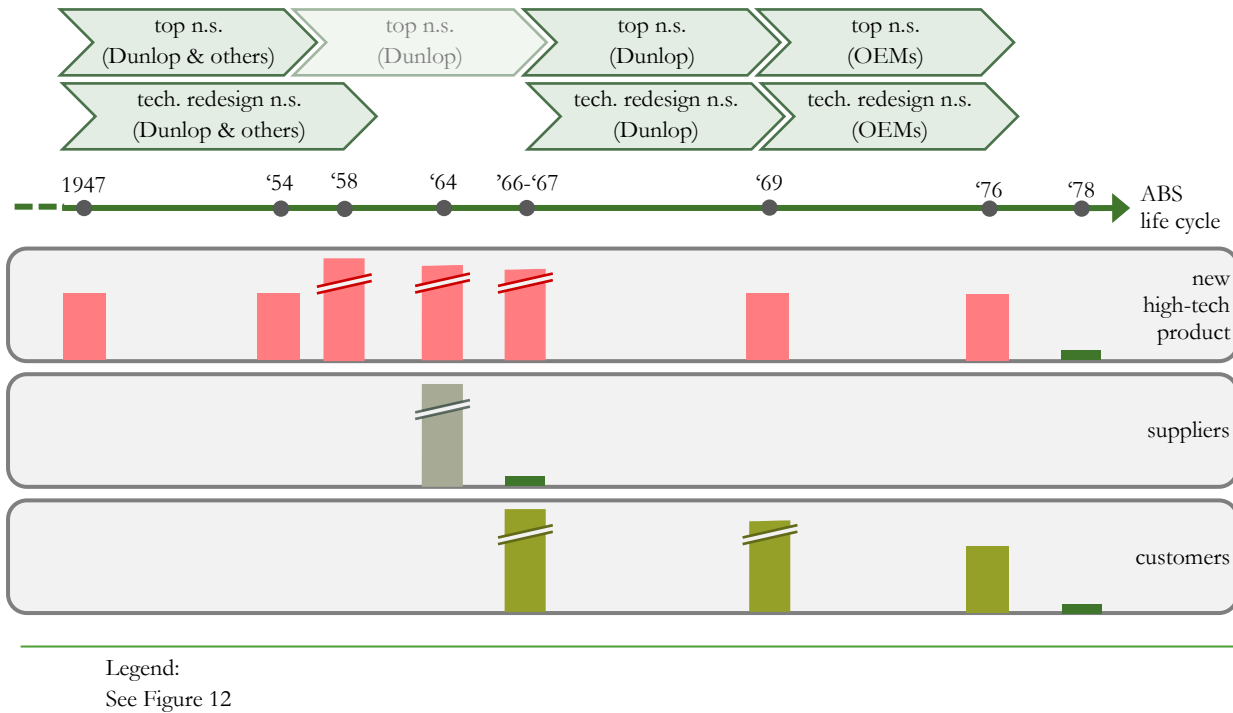 top n.s.
(Dunlop & others)
top n.s.
(Dunlop)
top n.s.
(Dunlop)
top n.s.
(OEMs)
tech. redesign n.s.
(Dunlop & others)
tech. redesign n.s.
(Dunlop)
tech. redesign n.s.
(OEMs)
1947
‘54
‘58
‘64
’66-‘67
‘69
‘76
‘78
ABS
life cycle
new
high-tech
product
suppliers
customers
Legend:
See Figure 12